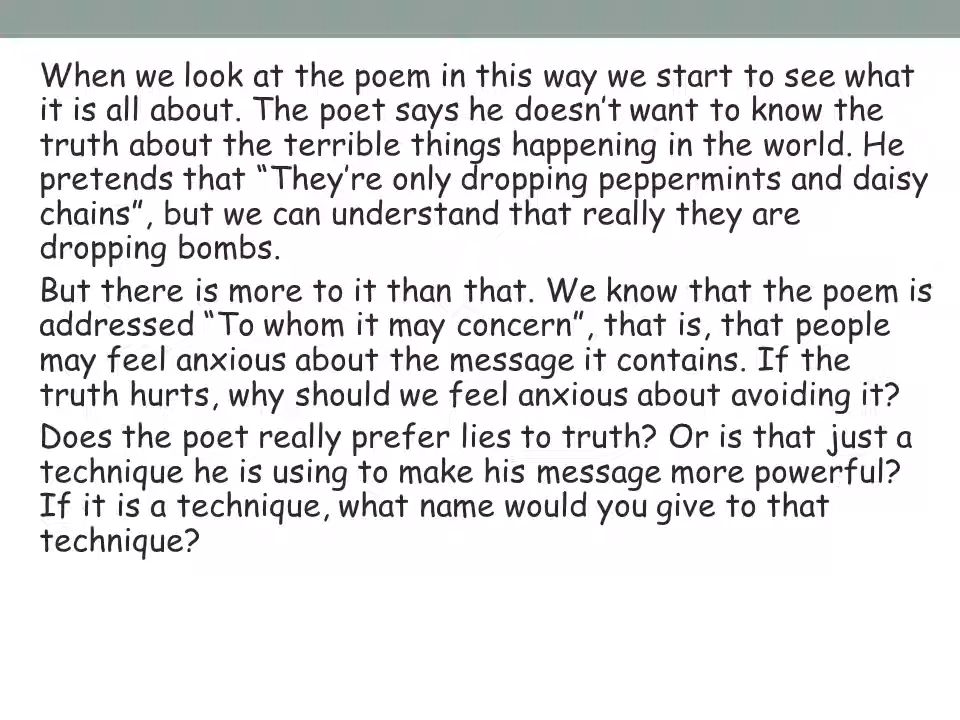 When we look at the poem in this way we start to see what
it is all about. The poet says he doesn’t want to know the
truth about the terrible things happening in the world. He
pretends that “They’re only dropping peppermints and daisy
chains”, but we can understand that really they are
dropping bombs.
But there is more to it than that. We know that the poem is
addressed “To whom it may concern”, that is, that people
may feel anxious about the message it contains. If the
truth hurts, why should we feel anxious about avoiding it?
Does the poet really prefer lies to truth? Or is that just a
technique he is using to make his message more powerful?
If it is a technique, what name would you give to that
technique?